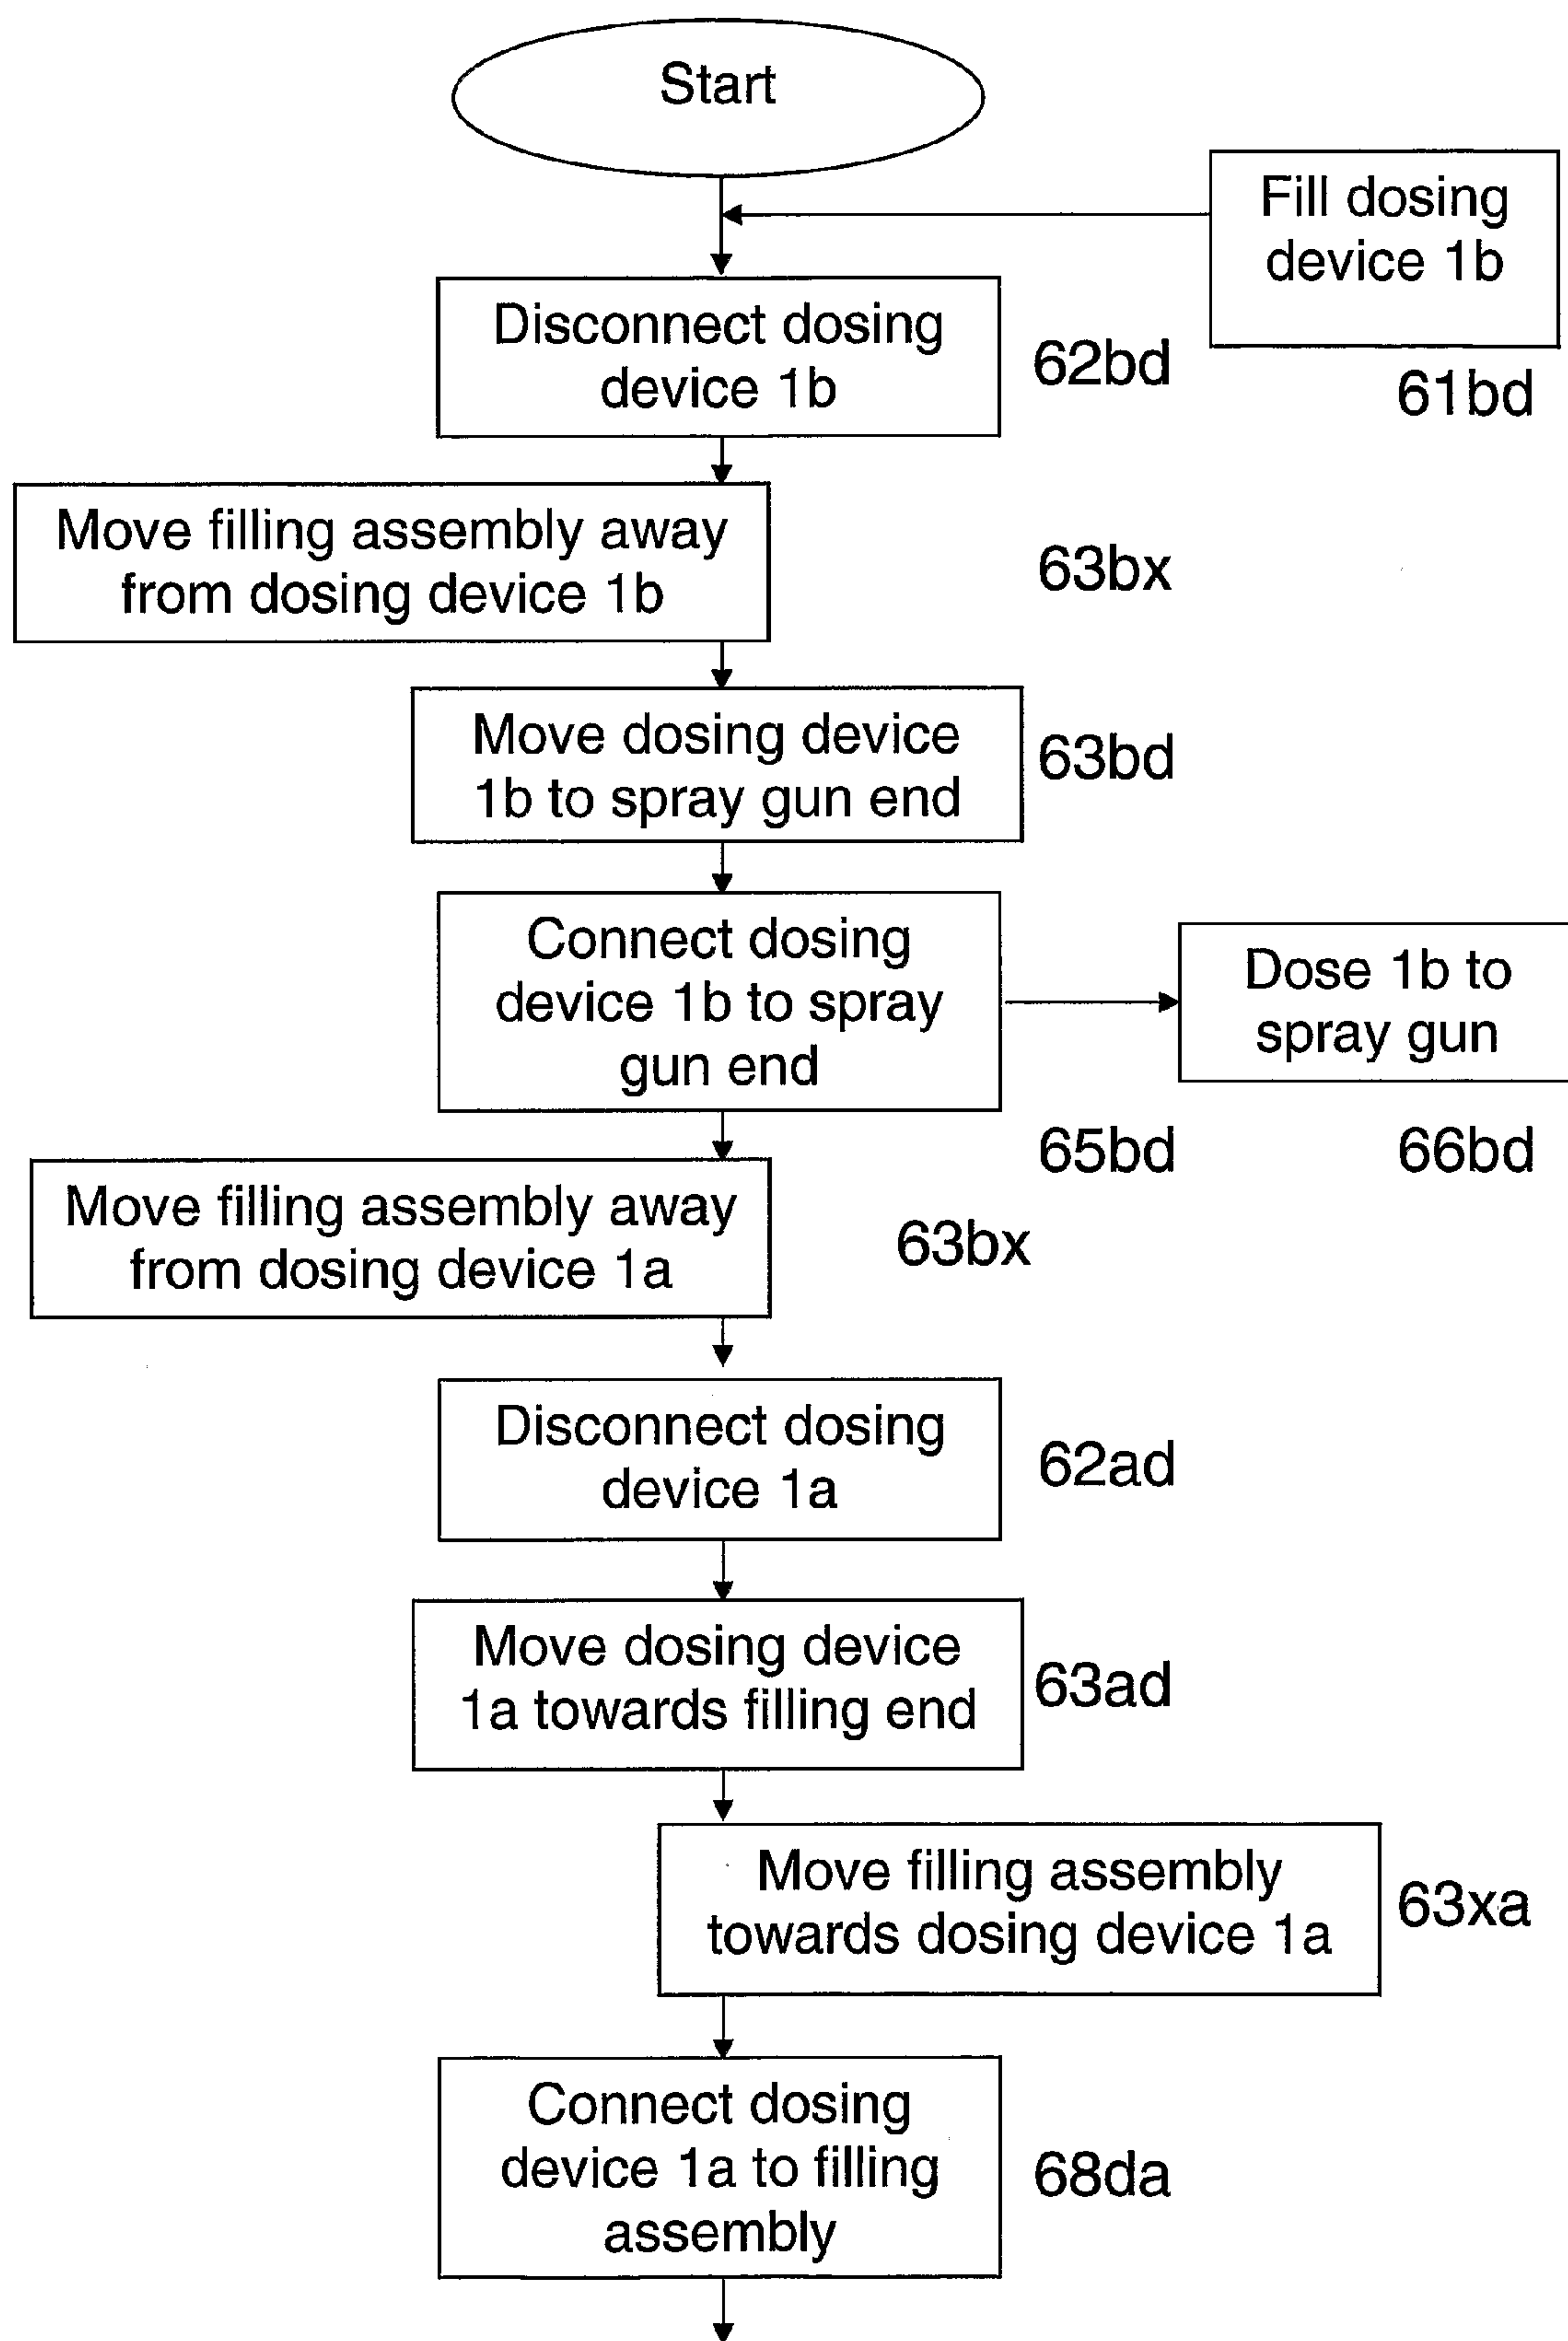 Start
Fill dosing
device 1b
61bd
Disconnect dosing
device 1b
62bd
Move filling assembly away
from dosing device 1b
63bx
Move dosing device
1b to spray gun end
63bd
Connect dosing
device 1b to spray
gun end
65bd
Dose 1b to
spray gun
66bd
Move filling assembly away
from dosing device 1a
63bx
Disconnect dosing
device 1a
62ad
Move dosing device
1a towards filling end
63ad
Move filling assembly
towards dosing device 1a
63xa
Connect dosing
device 1a to filling
assembly
68da